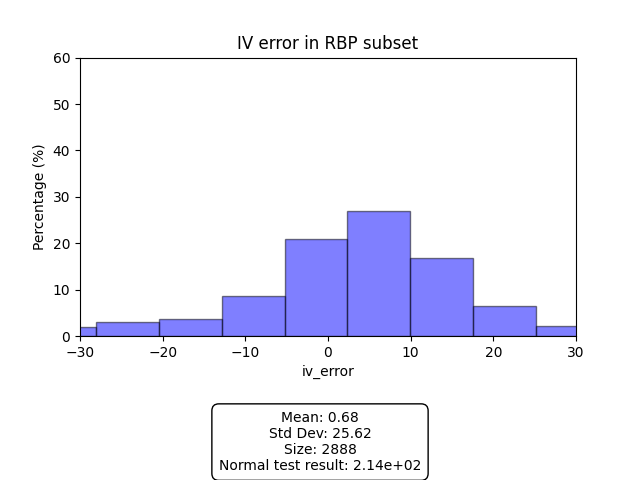 IV error in RBP subset
60
50
40
30
20
10
0
Percentage (%)
−30
−20
−10
0
10
20
30
iv_error
Mean: 0.68
Std Dev: 25.62
Size: 2888
Normal test result: 2.14e+02